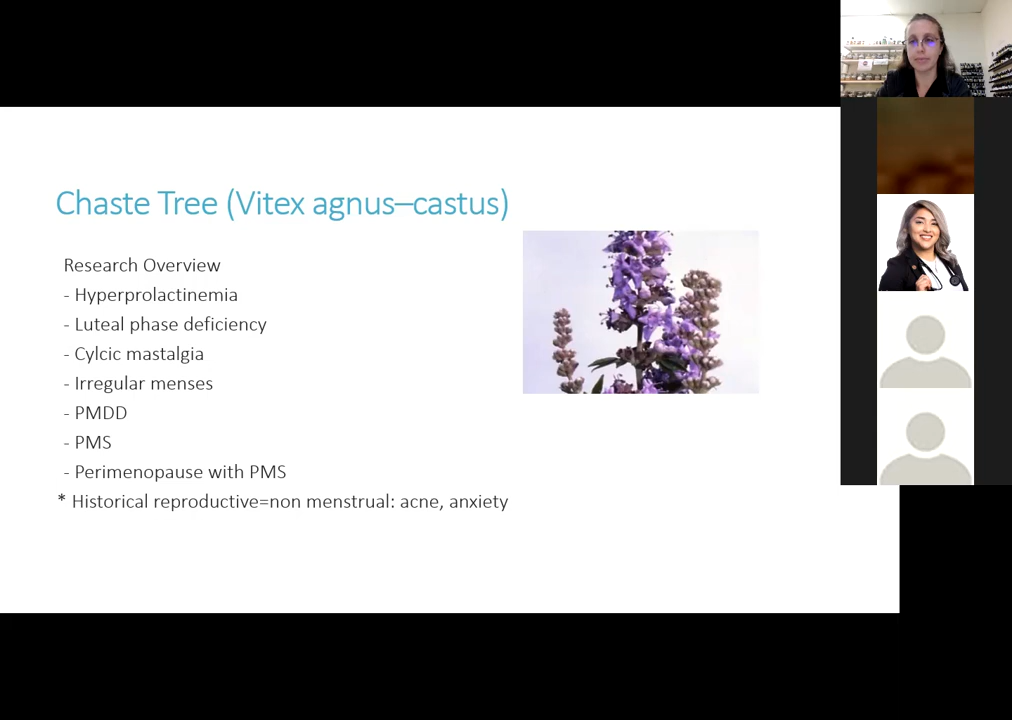 Chaste Tree (Vitex agnus–castus)
Research Overview
- Hyperprolactinemia
- Luteal phase deficiency
- Cylcic mastalgia
- Irregular menses
- PMDD
- PMS
- Perimenopause with PMS
* Historical reproductive=non menstrual: acne, anxiety